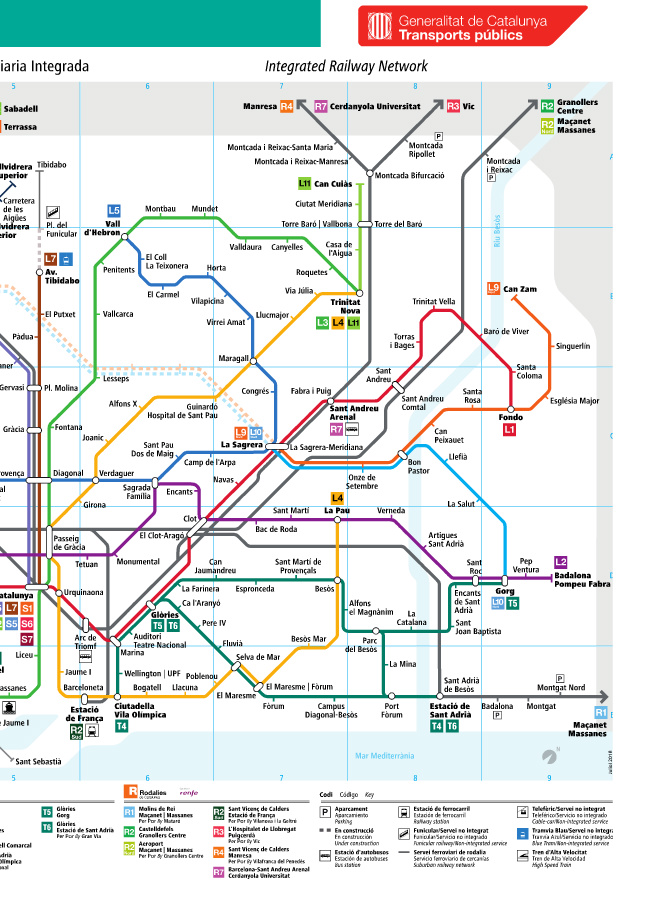 Generalitat de Catalunya
Transports públics
iaria Integrada
Integrated Railway Network
5
6
7
8
9
Sabadell
Terrassa
Manresa R4
R7 Cerdanyola Universitat
R3 Vic
R2 Granollers
Centre
R2 Maçanet
Massanes
Montcada i Reixac-Santa Maria
Montcada i Reixac-Manresa
P
Montcada
Ripollet
Montcada
i Reixac
P
Montcada Bifurcació
llvidrera
uperior
Tibidabo
Carretera
de les
Aigües
lvidrera
erior
Pl. del
Funicular
L7
Av.
Tibidabo
L11 Can Cuiàs
Ciutat Meridiana
Torre Baró | Vallbona
Torre del Baró
Casa de
l'Aigua
L5
Vall
d'Hebron
Montbau
Mundet
Valldaura
Canyelles
Roquetes
Via Júlia
Trinitat
Nova
L3 L4 L11
Riu Besòs
L9 Can Zam
Penitents
El Coll
La Teixonera
Horta
El Carmel
Vilapicina
Virrei Amat
Llucmajor
Trinitat Vella
Baró de Viver
Singuerlín
El Putxet
Vallcarca
Pàdua
Maragall
Torras
i Bages
Sant
Andreu
Santa
Coloma
Gervasi
Pl. Molina
Lesseps
Congrés
Fabra i Puig
Sant Andreu
Comtal
Santa
Rosa
Església Major
Alfons X
Guinardó
Hospital de Sant Pau
Sant Andreu
Arenal
R7
Fondo
L1
Gràcia
Fontana
Joanic
L9 L10
La Sagrera
La Sagrera-Meridiana
Can
Peixauet
Sant Pau
Dos de Maig
Camp de l'Arpa
Bon
Pastor
Llefià
ovença
Diagonal
Verdaguer
Navas
Onze de
Setembre
Sagrada
Família
Encants
L4
La Pau
La Salut
Girona
Clot
Sant Martí
Verneda
El Clot-Aragó
Bac de Roda
Artigues
Sant Adrià
Passeig
de Gràcia
Tetuan
Monumental
Can
Jaumandreu
Sant Martí de
Provençals
Sant
Roc
Pep
Ventura
L2
Badalona
Pompeu Fabra
Gorg
L10 T5
La Farinera
Espronceda
Besòs
Encants
de Sant
Adrià
atalunya
L7 S1
S5 S6
S7
Urquinaona
Glòries
T5 T6
Ca l'Aranyó
Alfons
el Magnànim
La
Catalana
Sant
Joan Baptista
Arc de
Triomf
Auditori
Teatre Nacional
Pere IV
Fluvià
Besòs Mar
Parc
del Besòs
Marina
Liceu
Selva de Mar
La Mina
Jaume I
Wellington | UPF
Poblenou
Sant Adrià
de Besòs
P
Montgat Nord
Barceloneta
Bogatell
Llacuna
El Maresme | Fòrum
El Maresme
assanes
Jaume I
Estació
de França
R2
Sud
Ciutadella
Vila Olímpica
T4
Fòrum
Campus
Diagonal-Besòs
Port
Fòrum
Estació de
Sant Adrià
T4 T6
Badalona
P
Montgat
R1
Maçanet
Massanes
Sant Sebastià
Mar Mediterrània
5
6
7
8
9
T5 Glòries
Gorg
T6 Glòries
Estació de Sant Adrià
Per Por By Gran Via
R Rodalies
renfe
R1 Molins de Rei
Maçanet | Massanes
Per Por By Mataró
R2 Castelldefels
Granollers Centre
R2 Aeroport
Maçanet | Massanes
Per Por By Granollers Centre
R2 Sud Sant Vicenç de Calders
Estació de França
Per Por By Vilanova i la Geltrú
R3 L'Hospitalet de Llobregat
Puigcerdà
Per Por By Vic
R4 Sant Vicenç de Calders
Manresa
Per Por By Vilafranca del Penedès
R7 Barcelona-Sant Andreu Arenal
Cerdanyola Universitat
Codi Código Key
P Aparcament
Aparcamiento
Parking
En construcció
En construcción
Under construction
Estació d'autobusos
Estación de autobuses
Bus station
Estació de ferrocarril
Estación de ferrocarril
Railway station
Funicular/Servei no integrat
Funicular/Servicio no integrado
Funicular railway/Non-integrated service
Servei ferroviari de rodalia
Servicio ferroviario de cercanías
Suburban railway network
Telefèric/Servei no integrat
Teleférico/Servicio no integrado
Cable-car/Non-integrated service
Tramvia Blau/Servei no integrat
Tranvía Azul/Servicio no integrado
Blue Tram/Non-integrated service
Tren d'Alta Velocitat
Tren de Alta Velocidad
High Speed Train